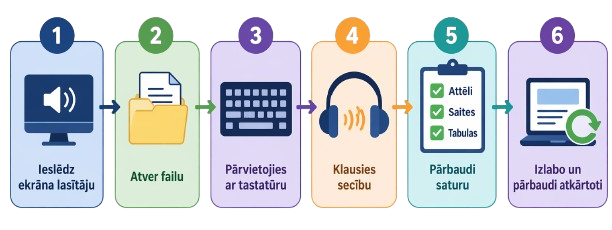 1
Ieslēdz
ekrāna lasītāju
2
Atver failu
3
Pārvietojies
ar tastatūru
4
Klausies
secību
5
Attēli
Saites
Tabulas
Pārbaudi
saturu
6
Izlabo un
pārbaudi atkārtoti